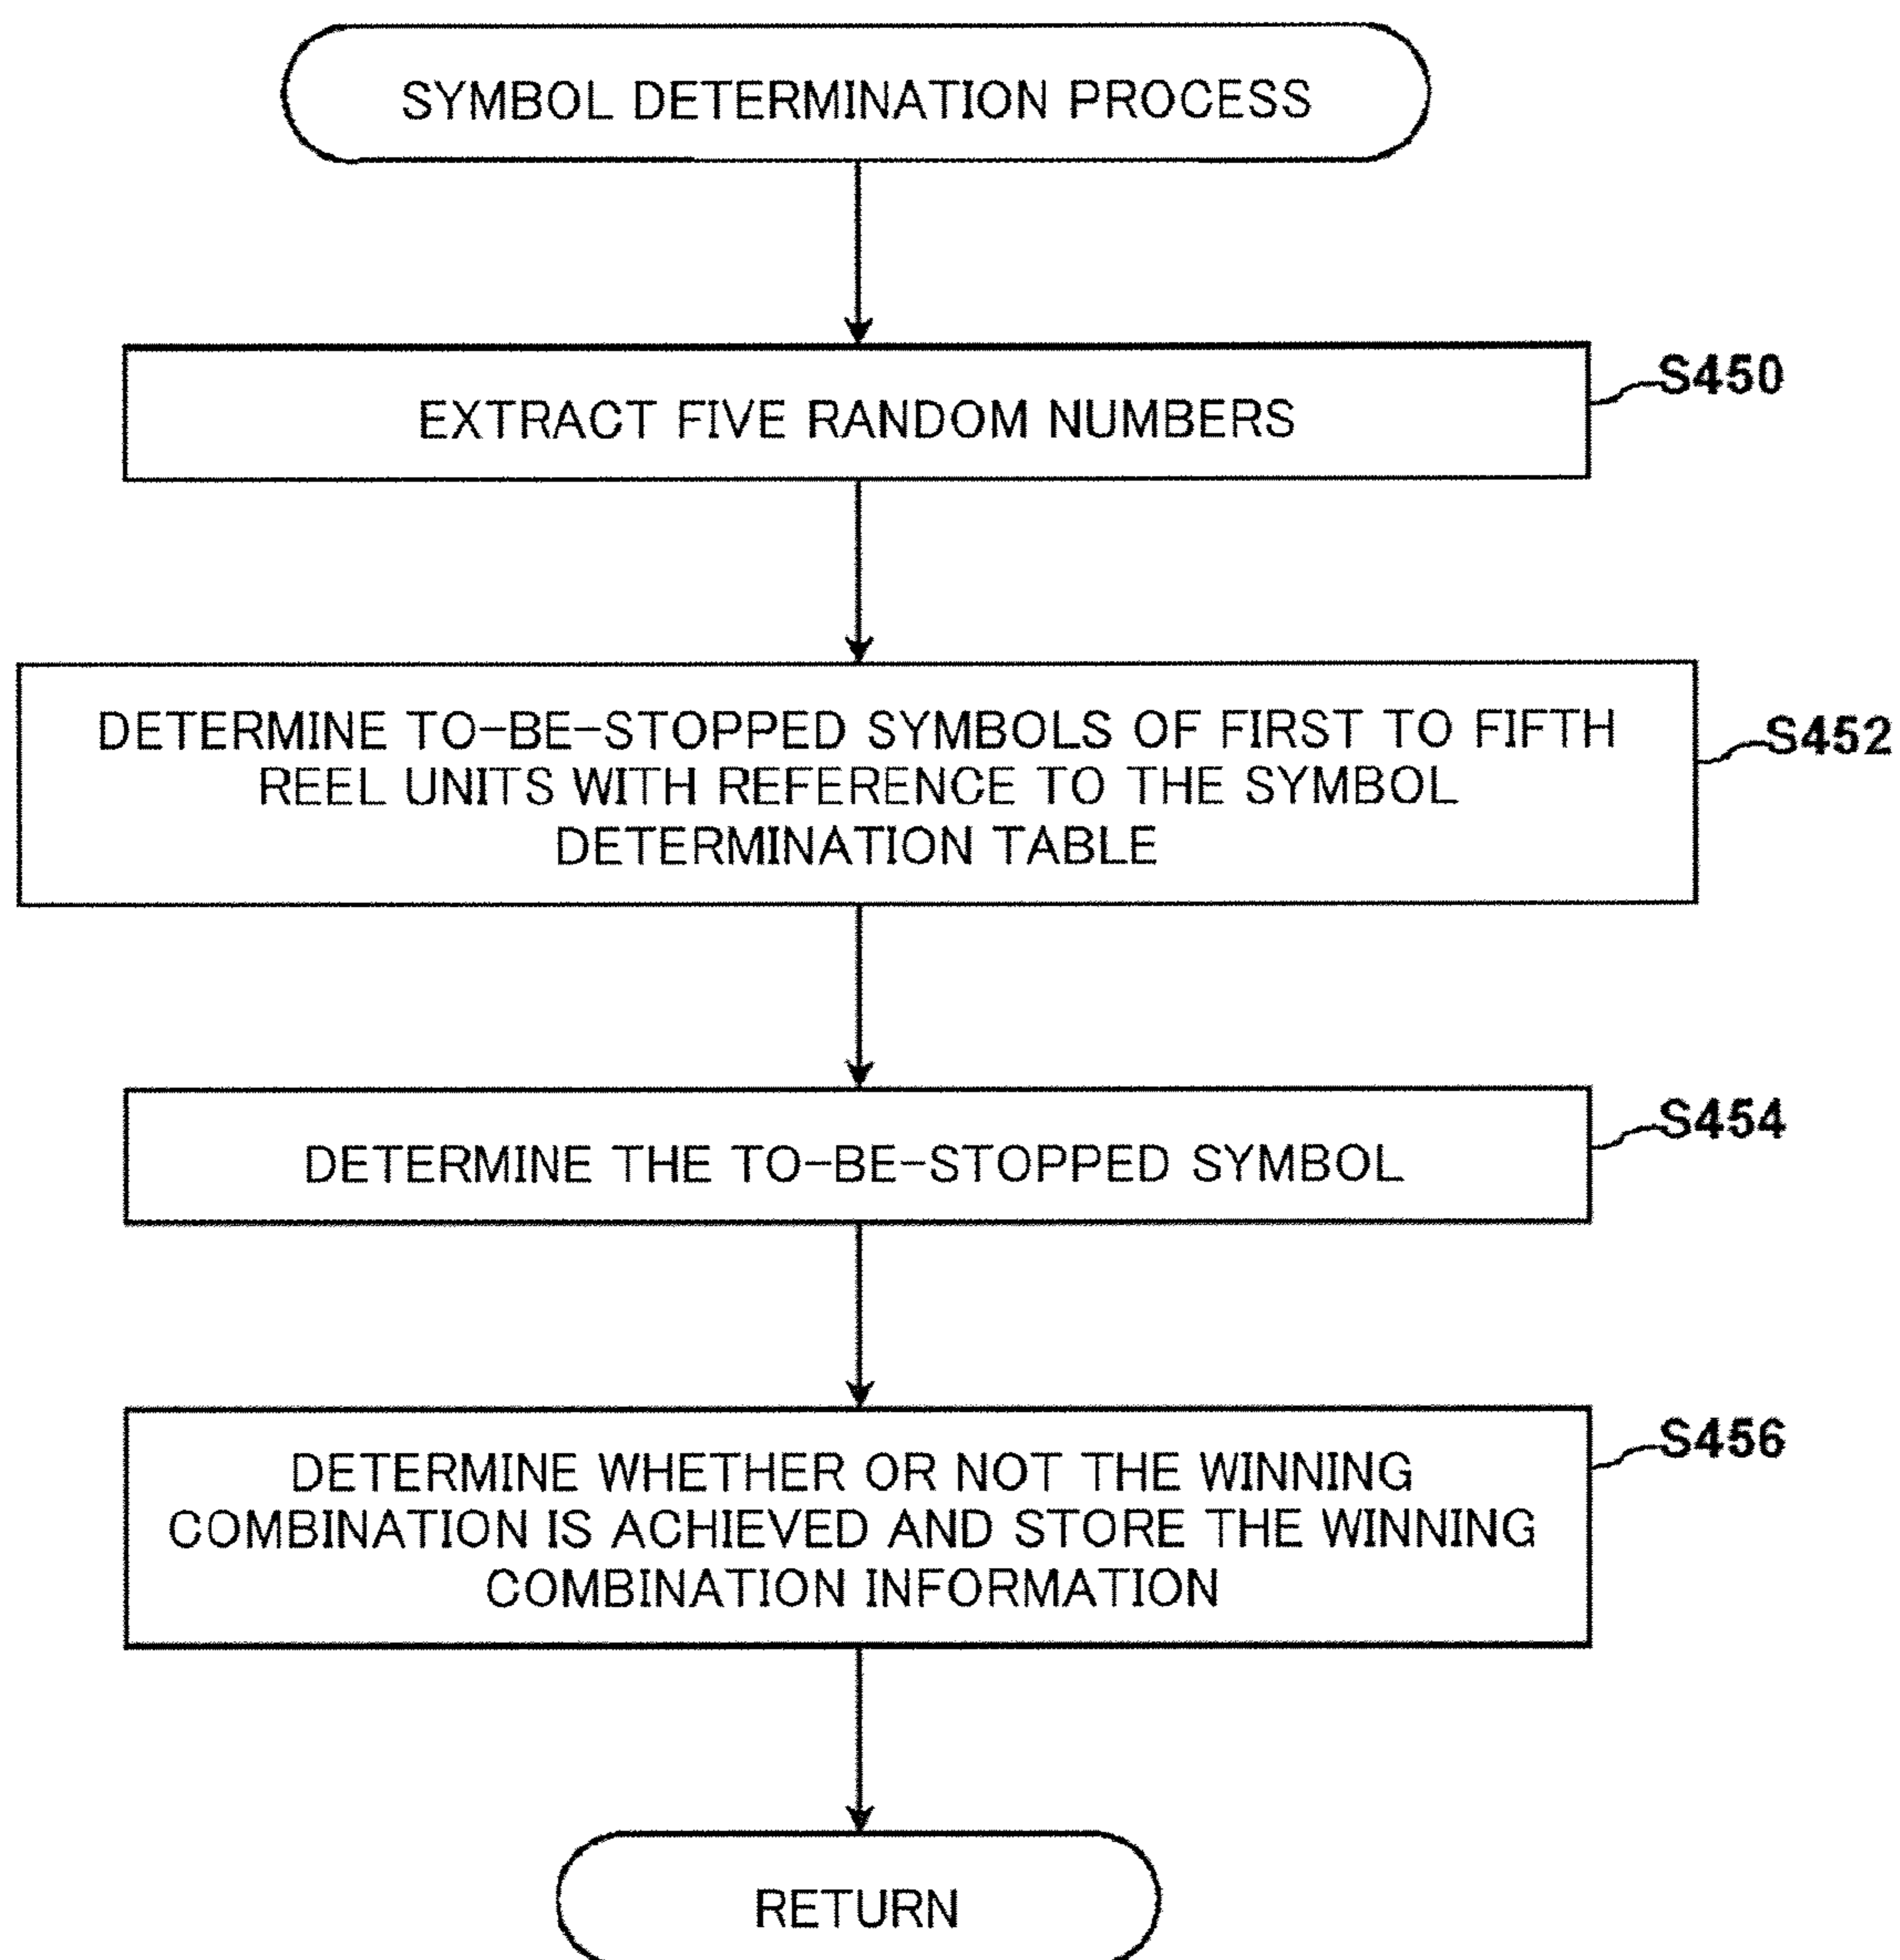 SYMBOL DETERMINATION PROCESS
EXTRACT FIVE RANDOM NUMBERS
S450
DETERMINE TO-BE-STOPPED SYMBOLS OF FIRST TO FIFTH
REEL UNITS WITH REFERENCE TO THE SYMBOL
DETERMINATION TABLE
S452
DETERMINE THE TO-BE-STOPPED SYMBOL
S454
DETERMINE WHETHER OR NOT THE WINNING
COMBINATION IS ACHIEVED AND STORE THE WINNING
COMBINATION INFORMATION
S456
RETURN